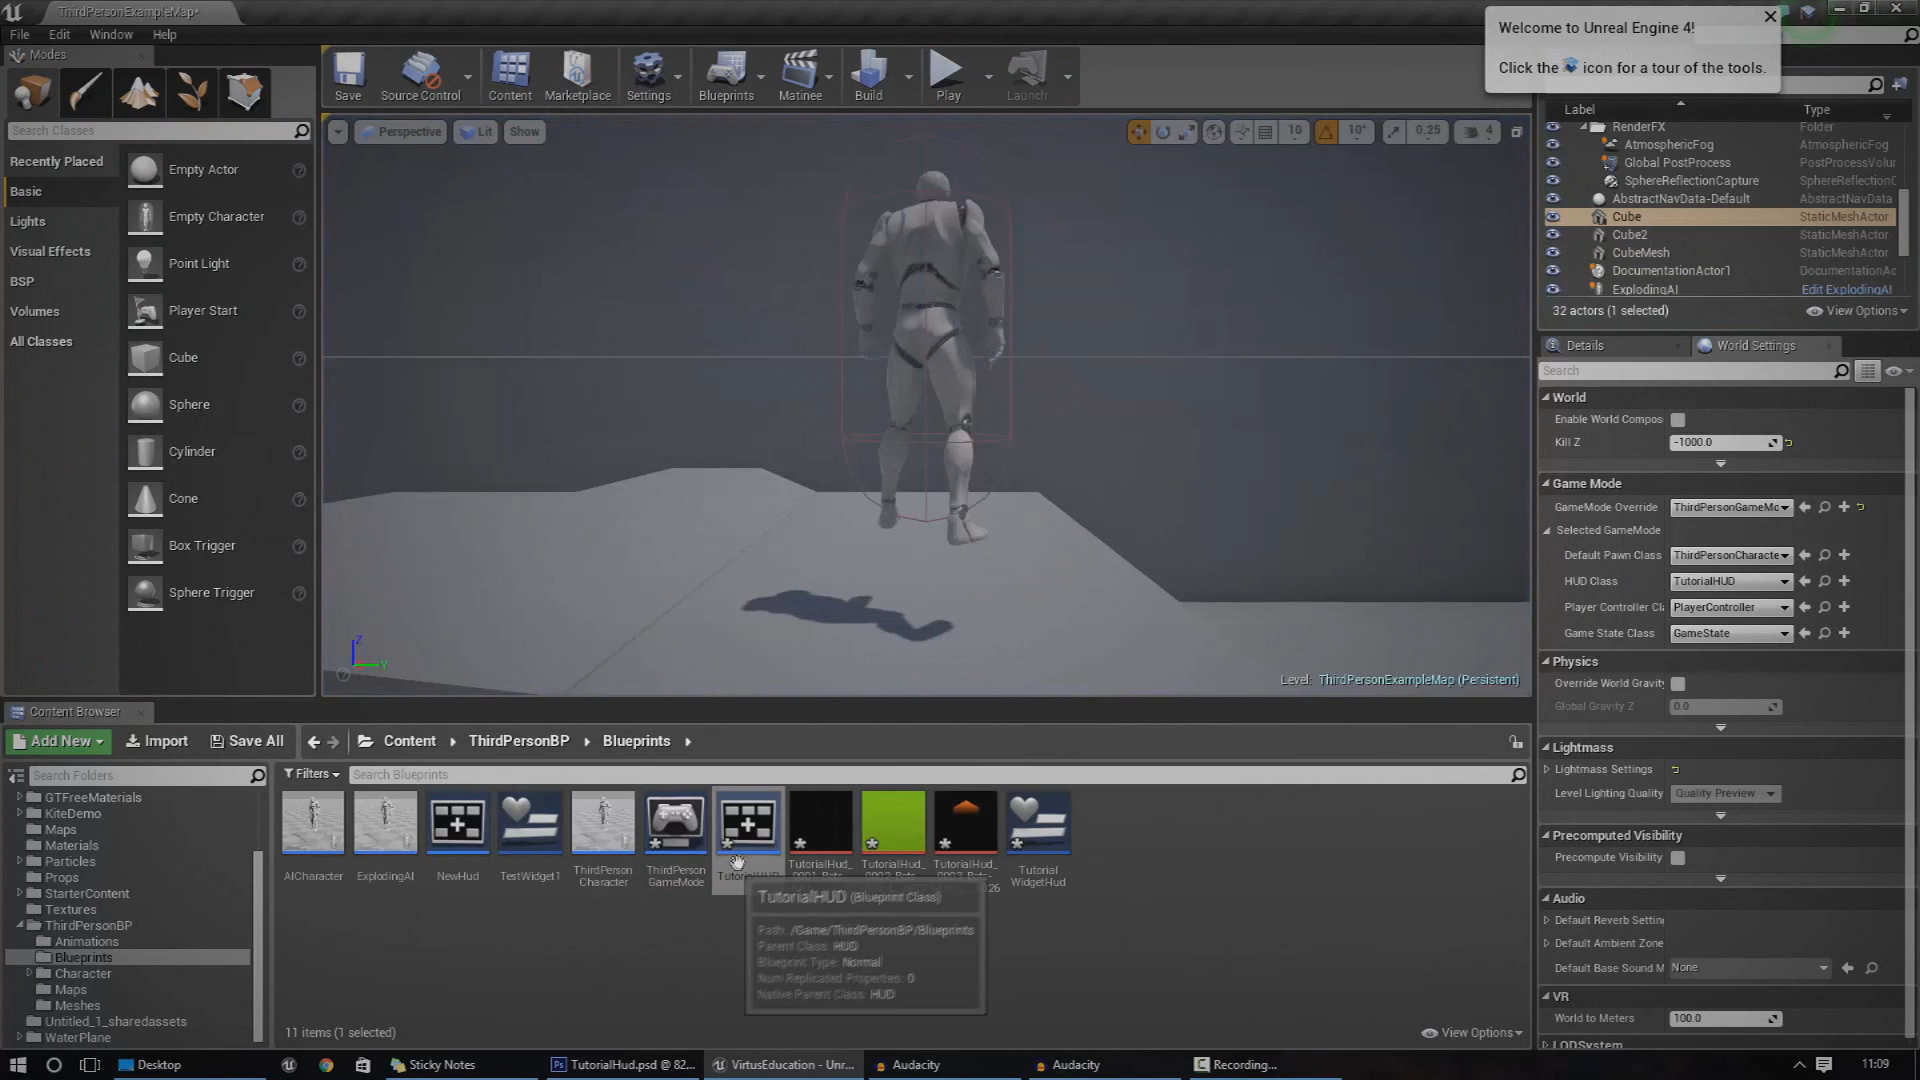 ThirdPersonExampleMap*
File Edit Window Help
Welcome to Unreal Engine 4!
Click the icon for a tour of the tools.
Modes
Save
Source Control
Content
Marketplace
Settings
Blueprints
Matinee
Build
Play
Launch
Search Classes
Recently Placed
Basic
Lights
Visual Effects
BSP
Volumes
All Classes
Empty Actor
Empty Character
Point Light
Player Start
Cube
Sphere
Cylinder
Cone
Box Trigger
Sphere Trigger
Perspective
Lit
Show
10
10°
0.25
4
Z
Y
Level: ThirdPersonExampleMap (Persistent)
Label Type
RenderFX Folder
AtmosphericFog AtmosphericFog
Global PostProcess PostProcessVolur
SphereReflectionCapture SphereReflectionC
AbstractNavData-Default AbstractNavData
Cube StaticMeshActor
Cube2 StaticMeshActor
CubeMesh StaticMeshActor
DocumentationActor1 DocumentationAc
ExplodingAI Edit ExplodingAI
32 actors (1 selected)
View Options
Details
World Settings
Search
World
Enable World Compos
Kill Z -1000.0
Game Mode
GameMode Override ThirdPersonGameMc
Selected GameMode
Default Pawn Class ThirdPersonCharacte
HUD Class TutorialHUD
Player Controller Cl PlayerController
Game State Class GameState
Physics
Override World Gravity
Global Gravity Z 0.0
Lightmass
Lightmass Settings
Level Lighting Quality Quality Preview
Precomputed Visibility
Precompute Visibility
Audio
Default Reverb Settin
Default Ambient Zone
Default Base Sound M None
VR
World to Meters 100.0
LODSystem
Content Browser
Add New
Import
Save All
Content
ThirdPersonBP
Blueprints
Search Folders
Filters
Search Blueprints
GTFreeMaterials
KiteDemo
Maps
Materials
Particles
Props
StarterContent
Textures
ThirdPersonBP
Animations
Blueprints
Character
Maps
Meshes
Untitled_1_sharedassets
WaterPlane
AICharacter
ExplodingAI
NewHud
TestWidget1
ThirdPerson
Character
ThirdPerson
GameMode
TutorialHUD
TutorialHud_
TutorialHud_
TutorialHud_
Tutorial
WidgetHud
TutorialHUD (Blueprint Class)
Path: /Game/ThirdPersonBP/Blueprints
Parent Class: HUD
Blueprint Type: Normal
Num Replicated Properties: 0
Native Parent Class: HUD
11 items (1 selected)
View Options
Desktop
Sticky Notes
TutorialHud.psd @ 82...
VirtusEducation - Unr...
Audacity
Audacity
Recording...
11:09